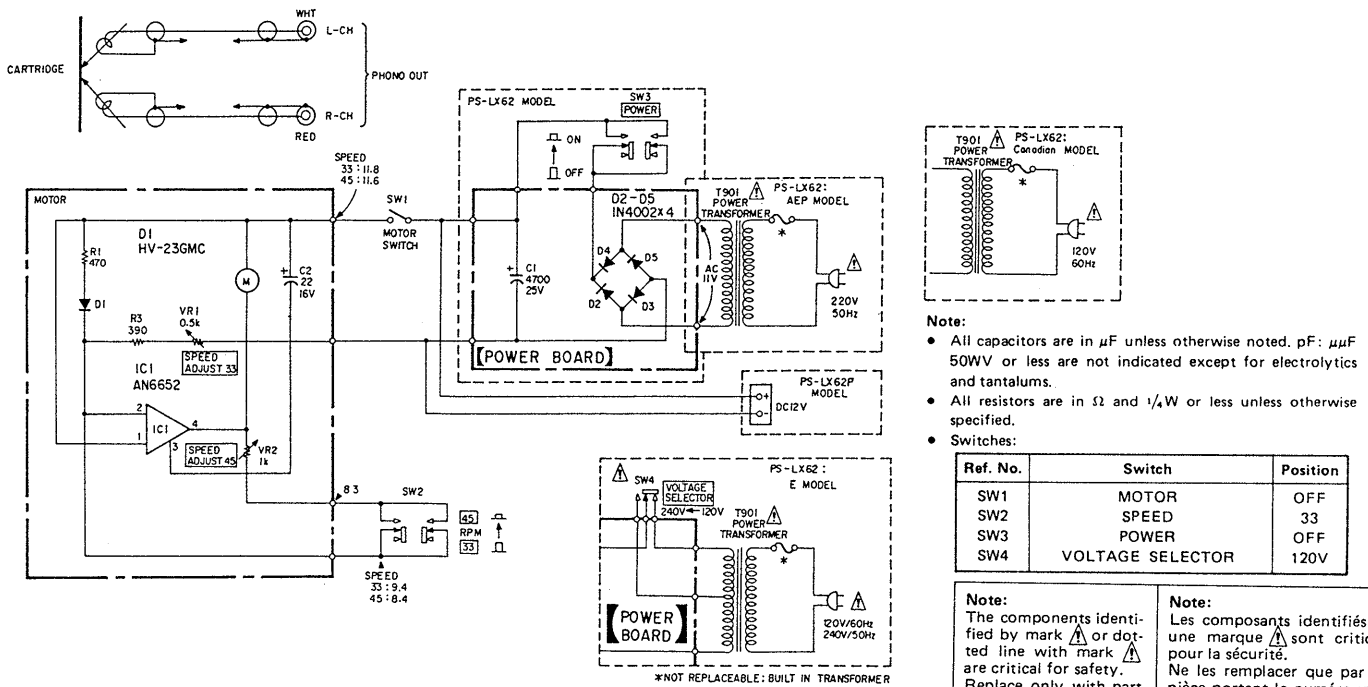 WHT
L-CH
CARTRIDGE
PHONO OUT
R-CH
RED
SPEED
33 : 11.8
45 : 11.6
MOTOR
SW1
MOTOR
SWITCH
D1
HV-23GMC
R1
470
D1
R3
390
VR1
0.5k
SPEED
ADJUST 33
M
C2
22
16V
+
IC1
AN6652
2
1
IC1
4
3
SPEED
ADJUST 45
VR2
1k
8.3
SW2
45
RPM
33
SPEED
33 : 9.4
45 : 8.4
PS-LX62 MODEL
SW3
POWER
ON
OFF
D2-D5
1N4002X4
C1
4700
25V
+
D4
D5
D2
D3
【POWER BOARD】
AC
11V
T901
POWER
TRANSFORMER
PS-LX62:
AEP MODEL
*
220V
50Hz
PS-LX62P
MODEL
+
-
DC12V
PS-LX62 :
E MODEL
SW4
VOLTAGE
SELECTOR
240V ← 120V
T901
POWER
TRANSFORMER
*
【POWER
BOARD】
120V/60Hz
240V/50Hz
*NOT REPLACEABLE: BUILT IN TRANSFORMER
T901
POWER
TRANSFORMER
PS-LX62:
Canadian MODEL
*
120V
60Hz
Note:
• All capacitors are in μF unless otherwise noted. pF: μμF
50WV or less are not indicated except for electrolytics
and tantalums.
• All resistors are in Ω and 1/4W or less unless otherwise
specified.
• Switches:
Ref. No. Switch Position
SW1 MOTOR OFF
SW2 SPEED 33
SW3 POWER OFF
SW4 VOLTAGE SELECTOR 120V
Note:
The components identi-
fied by mark ⚠ or dot-
ted line with mark ⚠
are critical for safety.
Replace only with part
Note:
Les composants identifiés
une marque ⚠ sont critiq
pour la sécurité.
Ne les remplacer que par